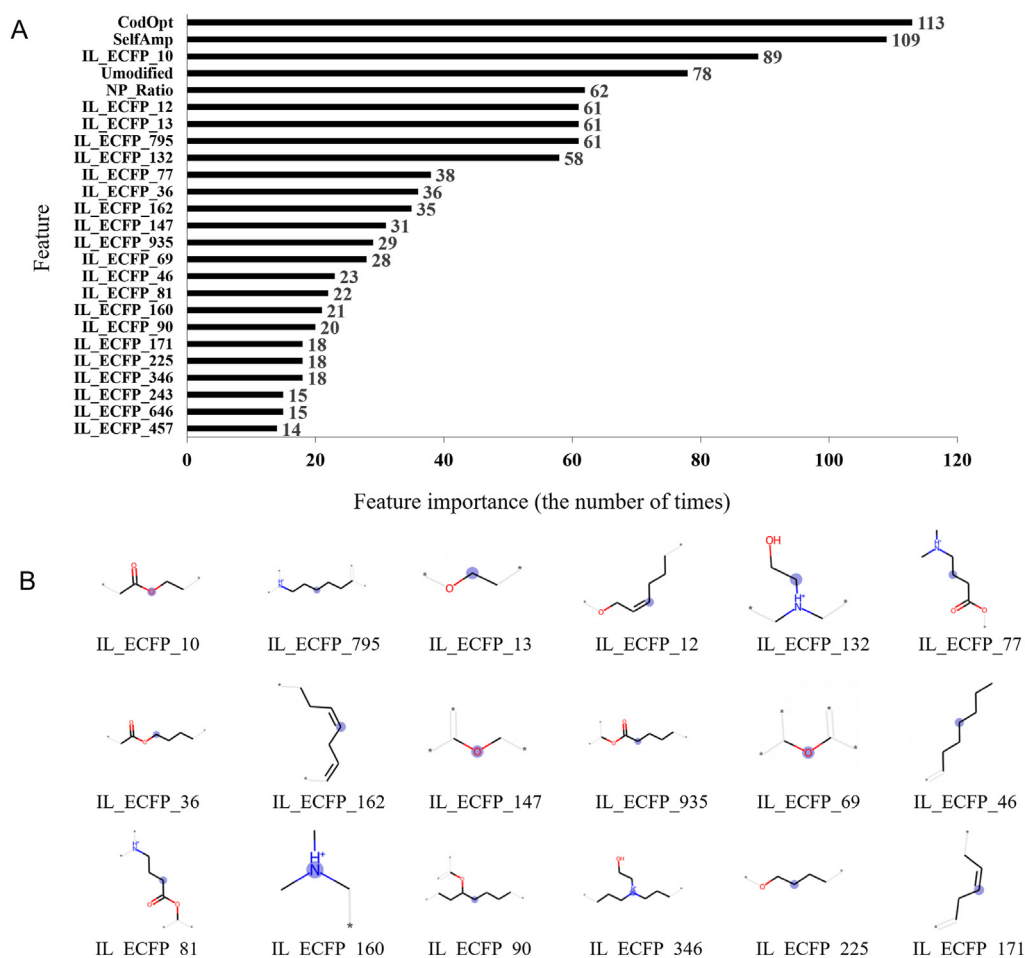 A
CodOpt 113
SelfAmp 109
IL_ECFP_10 89
Umodified 78
NP_Ratio 62
IL_ECFP_12 61
IL_ECFP_13 61
IL_ECFP_795 61
IL_ECFP_132 58
IL_ECFP_77 38
IL_ECFP_36 36
IL_ECFP_162 35
IL_ECFP_147 31
IL_ECFP_935 29
IL_ECFP_69 28
IL_ECFP_46 23
IL_ECFP_81 22
IL_ECFP_160 21
IL_ECFP_90 20
IL_ECFP_171 18
IL_ECFP_225 18
IL_ECFP_346 18
IL_ECFP_243 15
IL_ECFP_646 15
IL_ECFP_457 14
Feature
0 20 40 60 80 100 120
Feature importance (the number of times)
B
O O H+ N O O OH H+ N H+ N O O
IL_ECFP_10 IL_ECFP_795 IL_ECFP_13 IL_ECFP_12 IL_ECFP_132 IL_ECFP_77
O O O O O O
IL_ECFP_36 IL_ECFP_162 IL_ECFP_147 IL_ECFP_935 IL_ECFP_69 IL_ECFP_46
H+ N O O H+ N O OH O
IL_ECFP_81 IL_ECFP_160 IL_ECFP_90 IL_ECFP_346 IL_ECFP_225 IL_ECFP_171